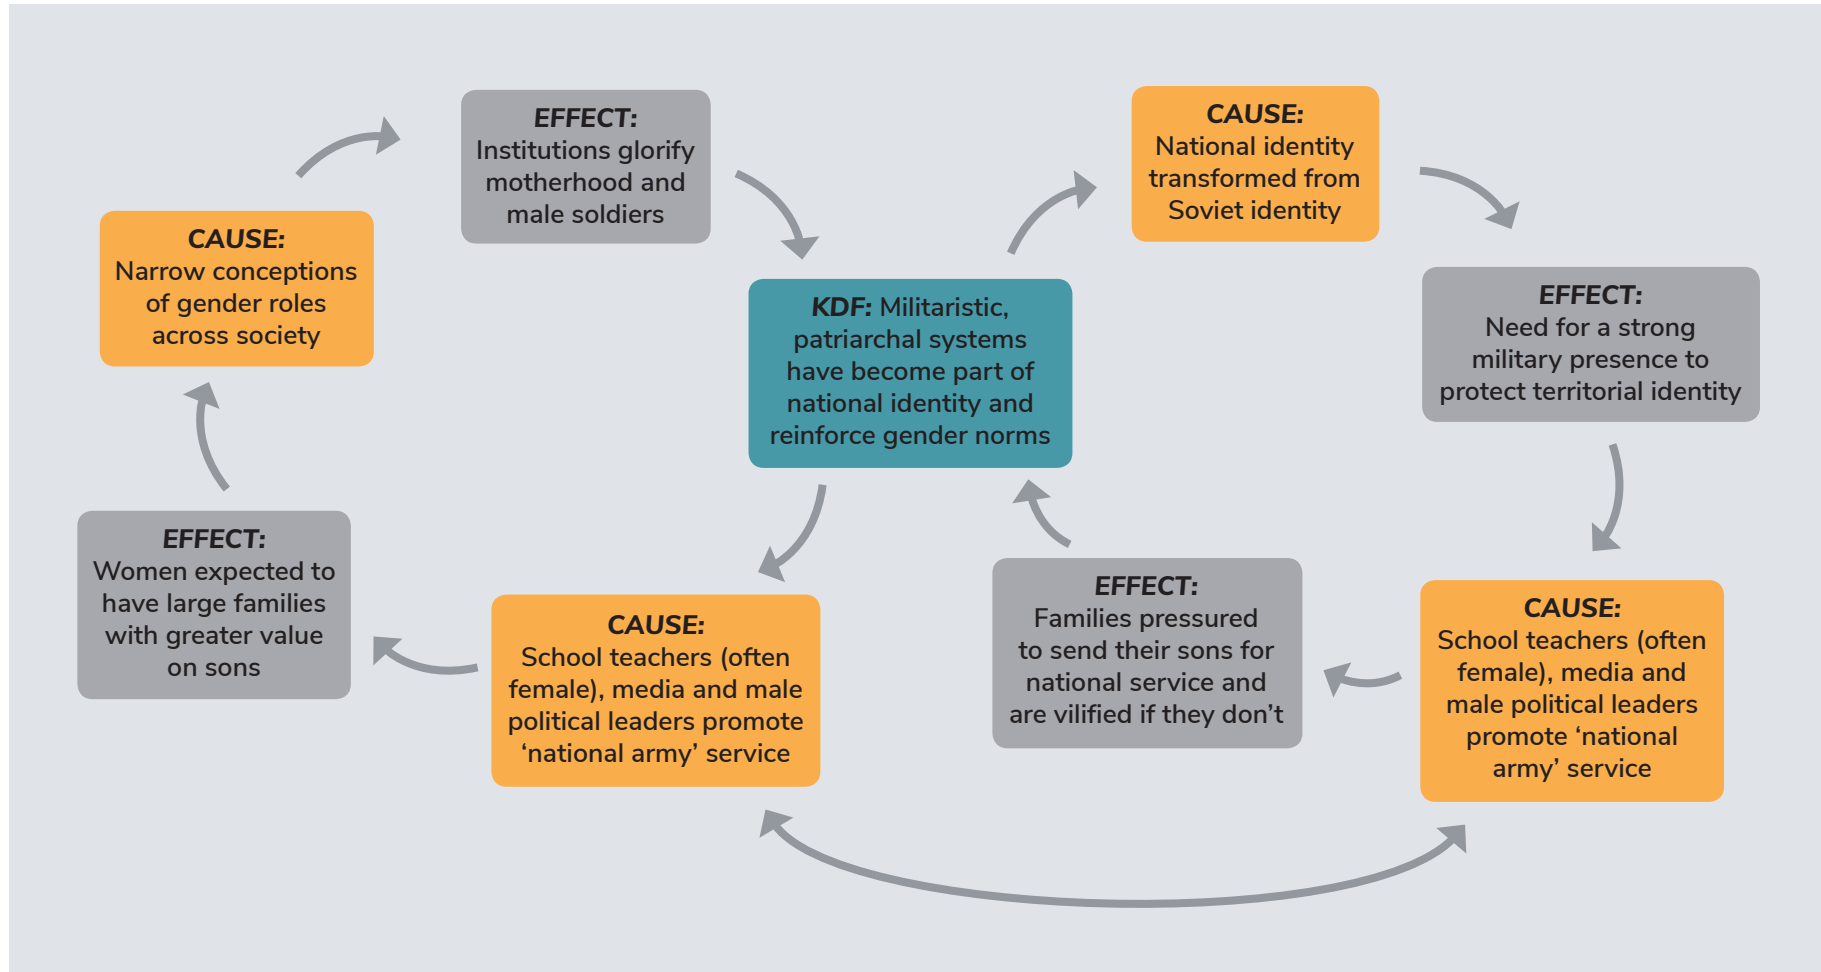 EFFECT:
Institutions glorify
motherhood and
male soldiers
CAUSE:
National identity
transformed from
Soviet identity
CAUSE:
Narrow conceptions
of gender roles
across society
KDF: Militaristic,
patriarchal systems
have become part of
national identity and
reinforce gender norms
EFFECT:
Need for a strong
military presence to
protect territorial identity
EFFECT:
Women expected to
have large families
with greater value
on sons
CAUSE:
School teachers (often
female), media and male
political leaders promote
‘national army’ service
EFFECT:
Families pressured
to send their sons for
national service and
are vilified if they don’t
CAUSE:
School teachers (often
female), media and
male political leaders
promote ‘national
army’ service